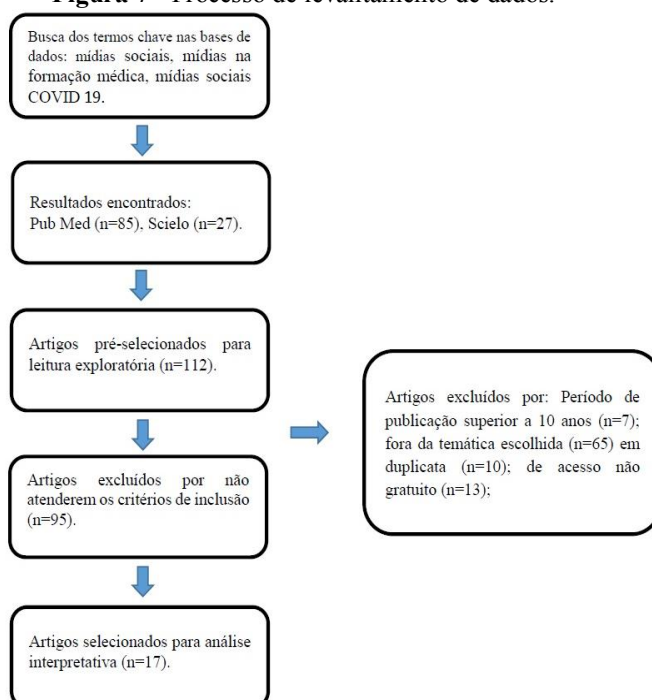 Figura 7 - Processo de levantamento de dados.
Busca dos termos chave nas bases de
dados: mídias sociais, mídias na
formação médica, mídias sociais
COVID 19.
Resultados encontrados:
Pub Med (n=85), Scielo (n=27).
Artigos pré-selecionados para
leitura exploratória (n=112).
Artigos excluídos por: Período de
publicação superior a 10 anos (n=7);
fora da temática escolhida (n=65) em
duplicata (n=10); de acesso não
gratuito (n=13);
Artigos excluídos por não
atenderem os critérios de inclusão
(n=95).
Artigos selecionados para análise
interpretativa (n=17).